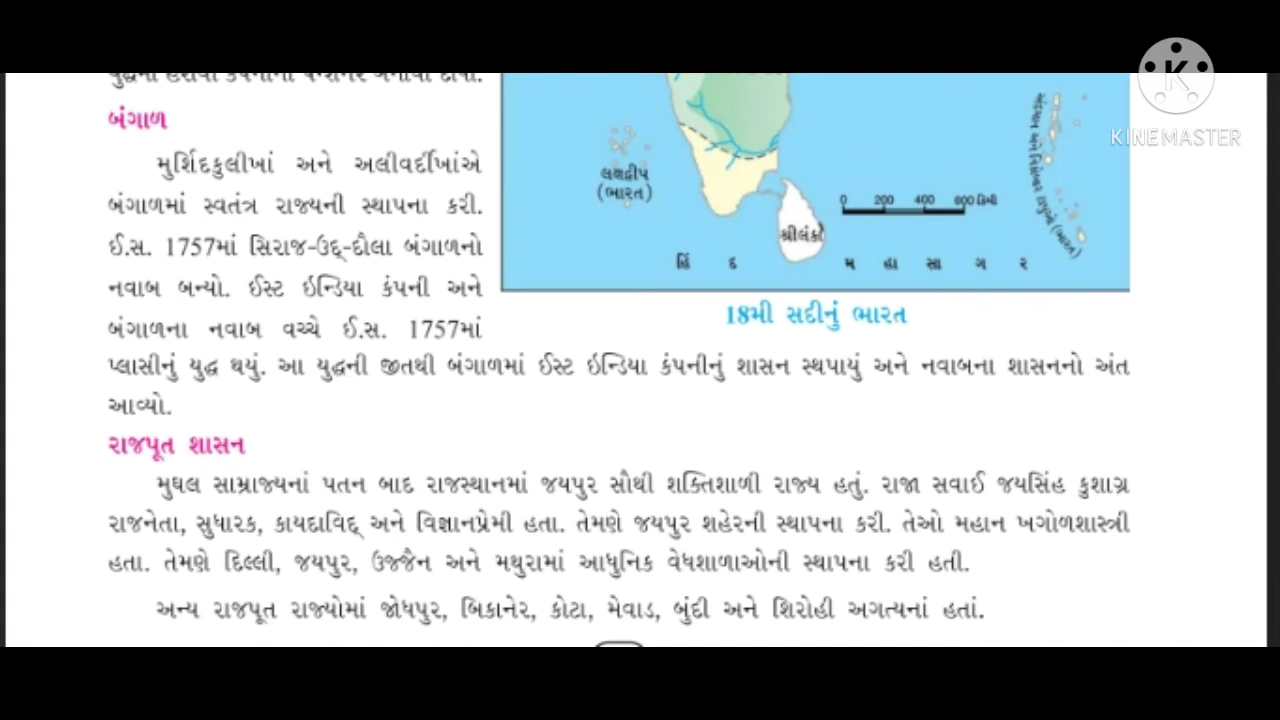 બંગાળ
મુર્શિદકુલીખાં અને અલીવર્દીખાંએ
બંગાળમાં સ્વતંત્ર રાજ્યની સ્થાપના કરી.
ઈ.સ. 1757માં સિરાજ-ઉદ્-દૌલા બંગાળનો
નવાબ બન્યો. ઈસ્ટ ઇન્ડિયા કંપની અને
બંગાળના નવાબ વચ્ચે ઈ.સ. 1757માં
પ્લાસીનું યુદ્ધ થયું. આ યુદ્ધની જીતથી બંગાળમાં ઈસ્ટ ઇન્ડિયા કંપનીનું શાસન સ્થપાયું અને નવાબના શાસનનો અંત
આવ્યો.
લક્ષદ્વીપ
(ભારત)
શ્રીલંકા
0 200 400 800 કિમી
હિં દ મ હા સા ગ ર
18મી સદીનું ભારત
KINEMASTER
રાજપૂત શાસન
મુઘલ સામ્રાજ્યનાં પતન બાદ રાજસ્થાનમાં જયપુર સૌથી શક્તિશાળી રાજ્ય હતું. રાજા સવાઈ જયસિંહ કુશાગ્ર
રાજનેતા, સુધારક, કાયદાવિદ્ અને વિજ્ઞાનપ્રેમી હતા. તેમણે જયપુર શહેરની સ્થાપના કરી. તેઓ મહાન ખગોળશાસ્ત્રી
હતા. તેમણે દિલ્લી, જયપુર, ઉજ્જૈન અને મથુરામાં આધુનિક વેધશાળાઓની સ્થાપના કરી હતી.
અન્ય રાજપૂત રાજ્યોમાં જોધપુર, બિકાનેર, કોટા, મેવાડ, બુંદી અને શિરોહી અગત્યનાં હતાં.